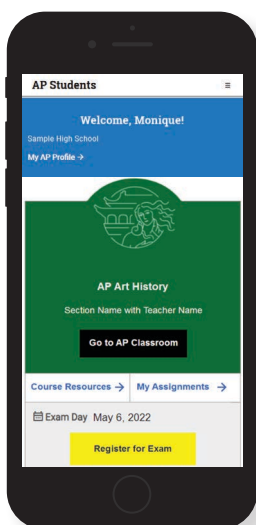 AP Students
Welcome, Monique!
Sample High School
My AP Profile →
AP Art History
Section Name with Teacher Name
Go to AP Classroom
Course Resources → My Assignments →
Exam Day May 6, 2022
Register for Exam